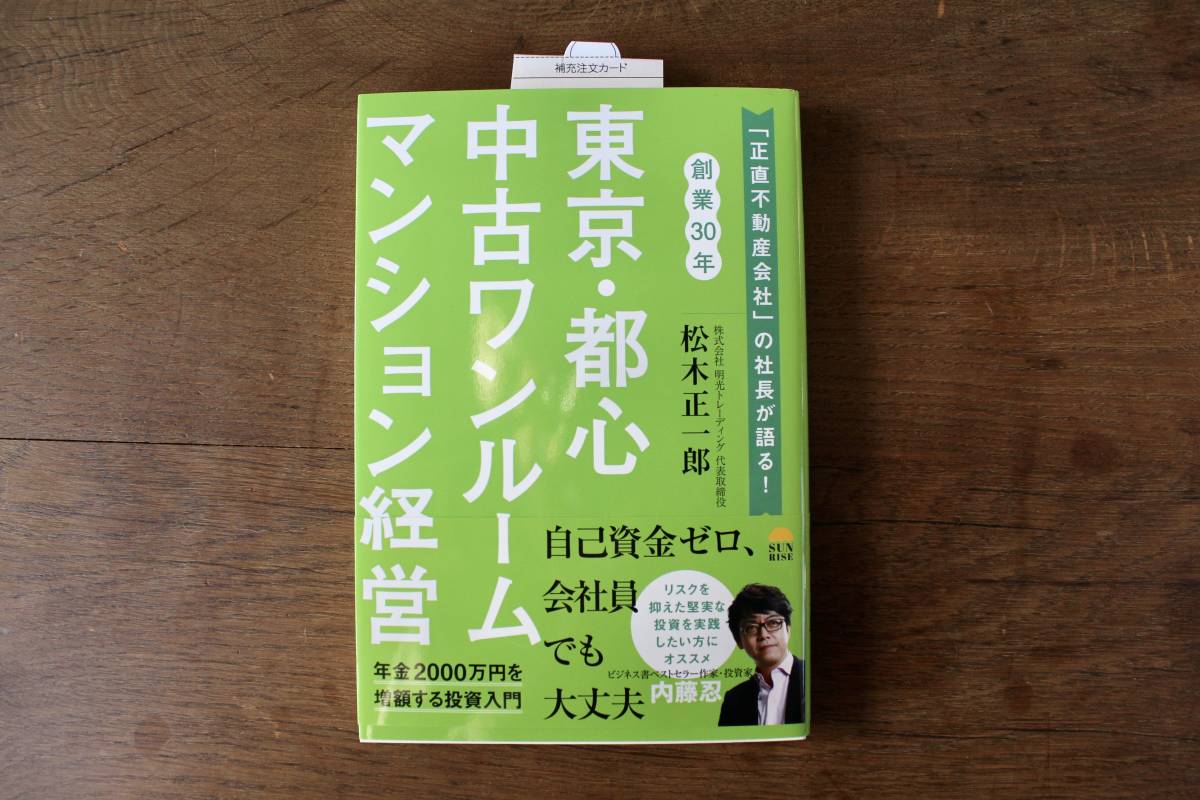 補充注文カード
「正直不動産会社」の社長が語る!
創業30年
株式会社 明光トレーディング 代表取締役
松木正一郎
東京・都心
中古ワンルーム
マンション経営
自己資金ゼロ、
会社員
でも
大丈夫
SUN
RISE
リスクを
抑えた堅実な
投資を実践
したい方に
オススメ
ビジネス書ベストセラー作家・投資家
内藤忍
年金2000万円を
増額する投資入門